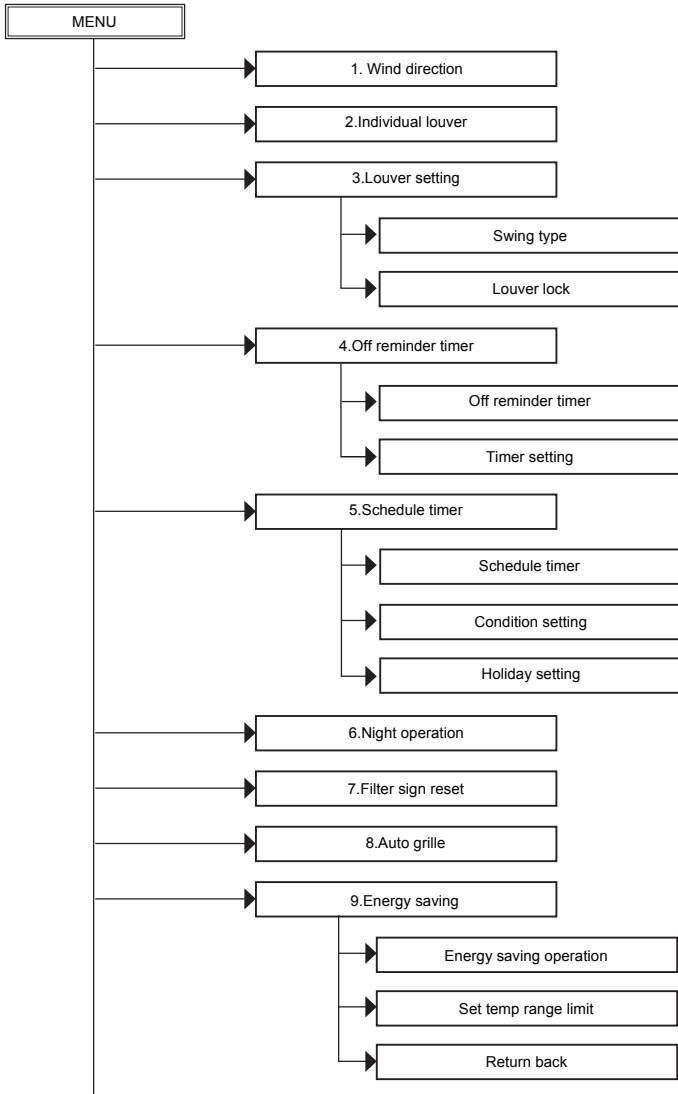 MENU
1. Wind direction
2.Individual louver
3.Louver setting
Swing type
Louver lock
4.Off reminder timer
Off reminder timer
Timer setting
5.Schedule timer
Schedule timer
Condition setting
Holiday setting
6.Night operation
7.Filter sign reset
8.Auto grille
9.Energy saving
Energy saving operation
Set temp range limit
Return back